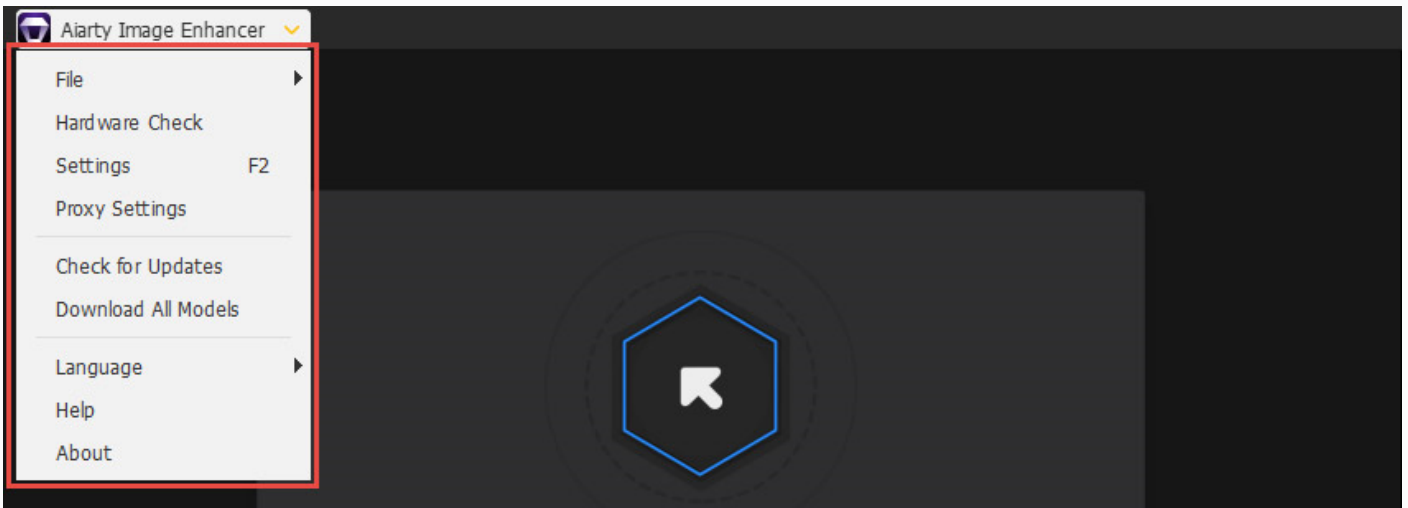 Aiarty Image Enhancer
File
Hardware Check
Settings F2
Proxy Settings
Check for Updates
Download All Models
Language
Help
About